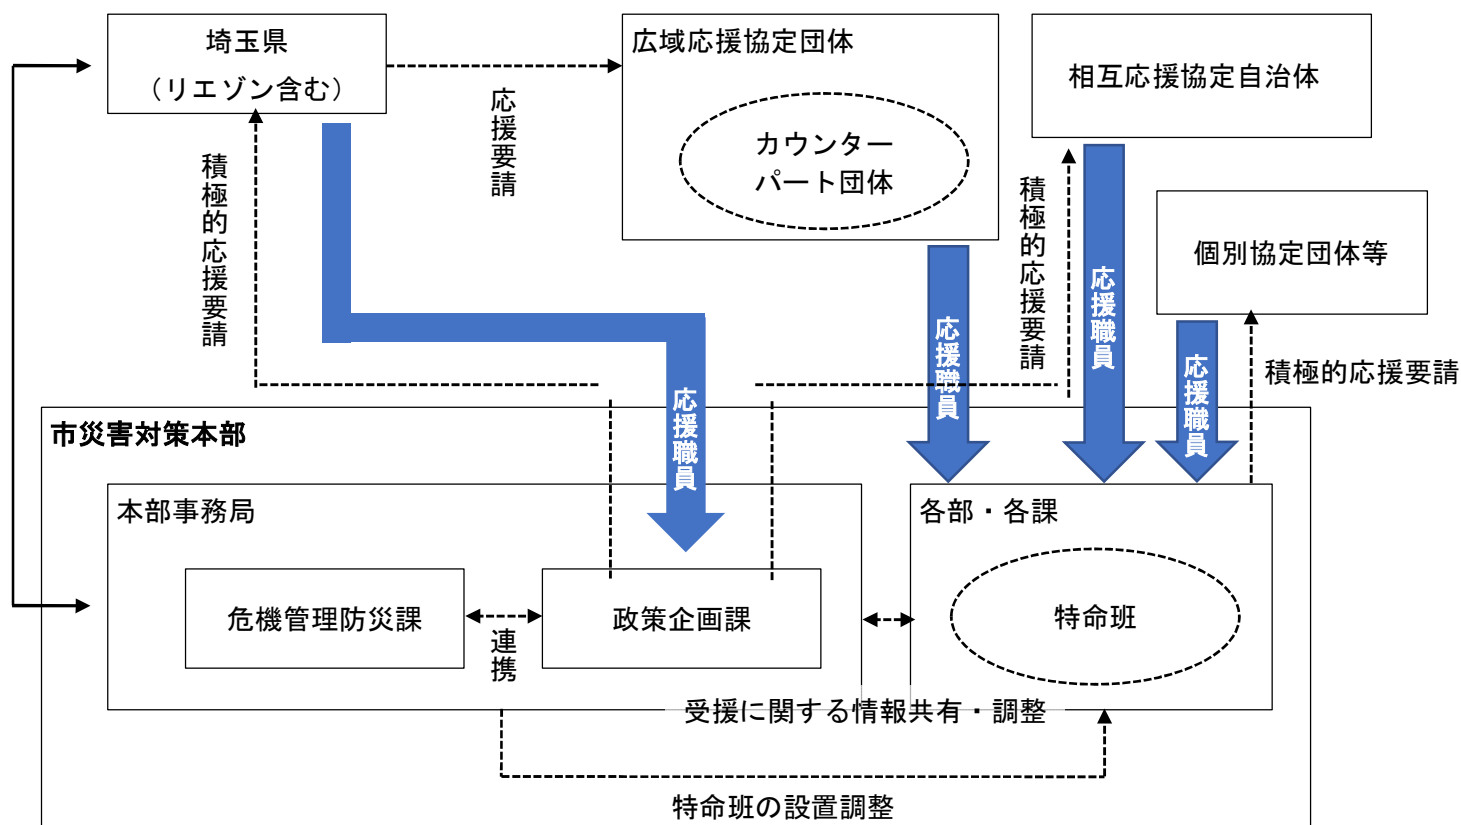 埼玉県
（リエゾン含む）
広域応援協定団体
相互応援協定自治体
カウンター
パート団体
応援要請
積極的応援要請
積極的応援要請
個別協定団体等
応援職員
応援職員
応援職員
積極的応援要請
応援職員
市災害対策本部
本部事務局
各部・各課
危機管理防災課
連携
政策企画課
特命班
受援に関する情報共有・調整
特命班の設置調整